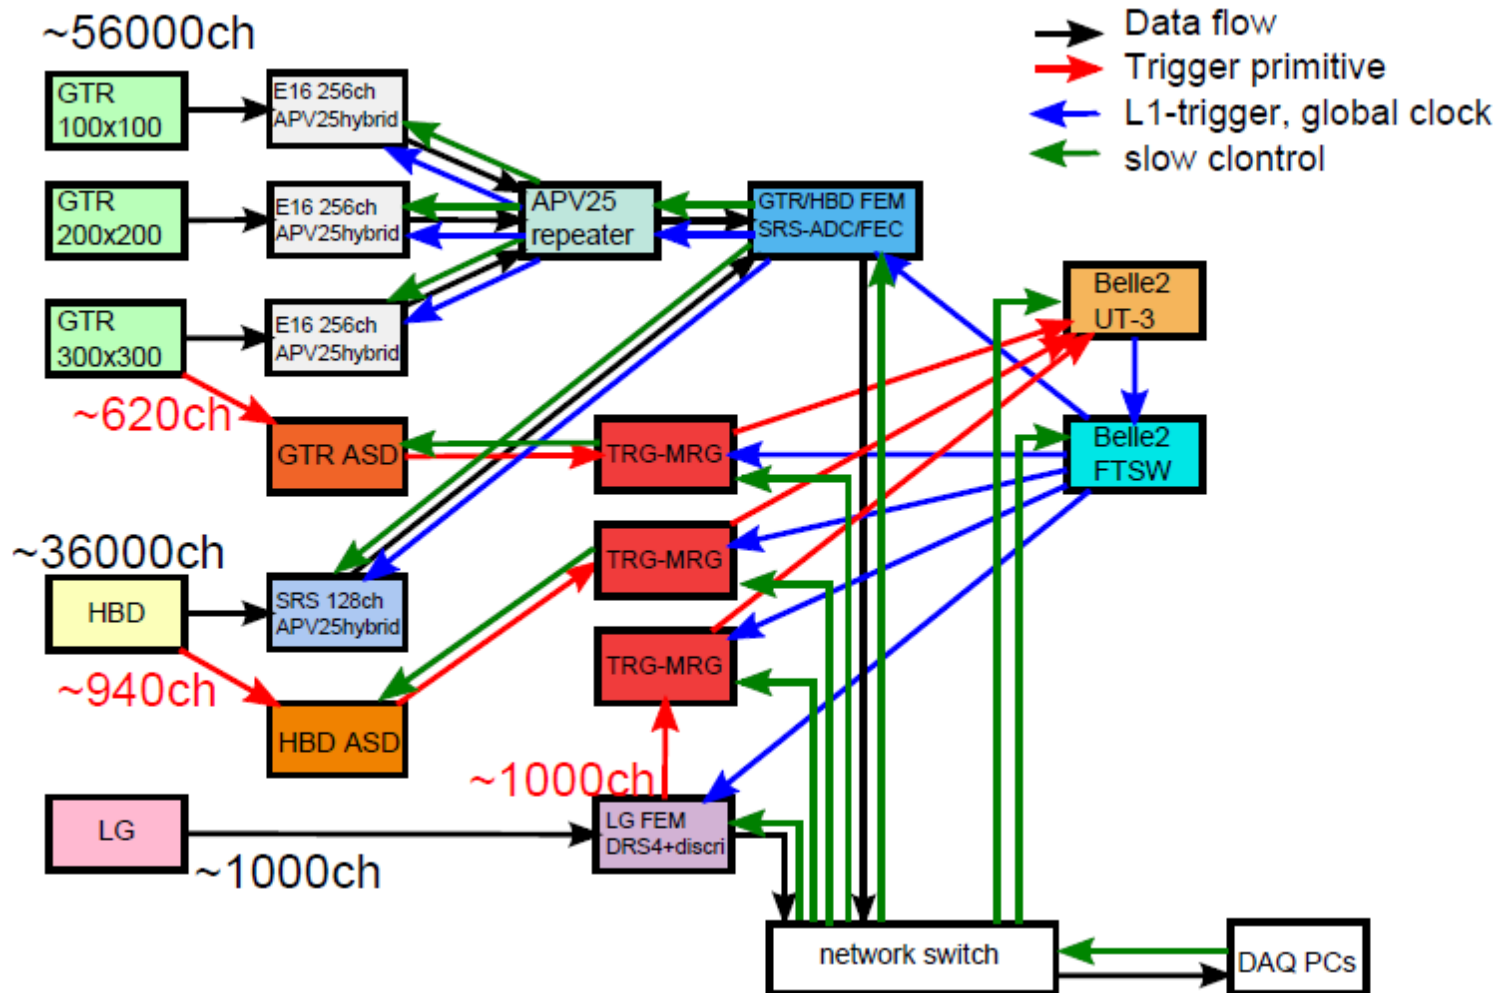 ~56000ch
Data flow
Trigger primitive
L1-trigger, global clock
slow clontrol
GTR
100x100
E16 256ch
APV25hybrid
GTR
200x200
E16 256ch
APV25hybrid
APV25
repeater
GTR/HBD FEM
SRS-ADC/FEC
GTR
300x300
E16 256ch
APV25hybrid
Belle2
UT-3
~620ch
GTR ASD
TRG-MRG
Belle2
FTSW
~36000ch
HBD
SRS 128ch
APV25hybrid
TRG-MRG
TRG-MRG
~940ch
HBD ASD
~1000ch
LG
~1000ch
LG FEM
DRS4+discri
network switch
DAQ PCs